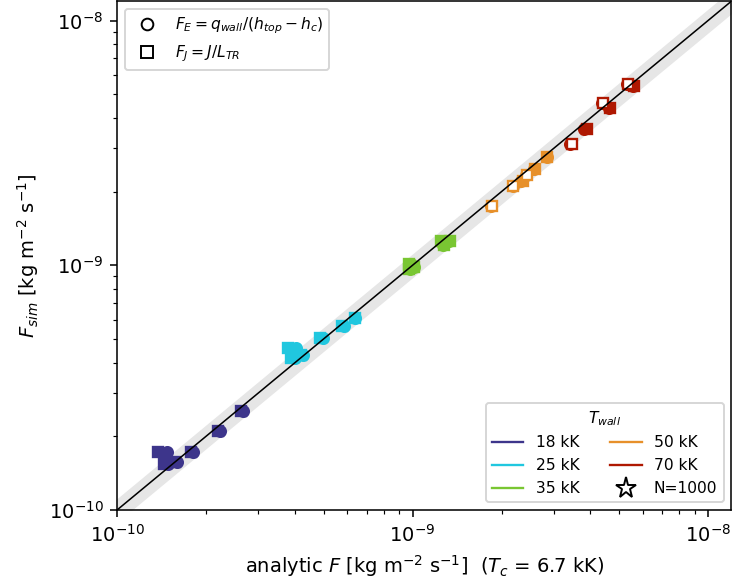 F_E = q_wall/(h_top − h_c)
F_J = J/L_TR
10⁻⁸
10⁻⁹
10⁻¹⁰
F_sim [kg m⁻² s⁻¹]
T_wall
18 kK
25 kK
35 kK
50 kK
70 kK
N=1000
10⁻¹⁰
10⁻⁹
10⁻⁸
analytic F [kg m⁻² s⁻¹] (T_c = 6.7 kK)